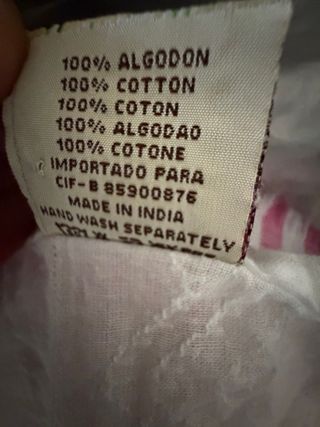 100% ALGODON
100% COTTON
100% COTON
100% ALGODAO
100% COTONE
IMPORTADO PARA
CIF-B 85900876
MADE IN INDIA
HAND WASH SEPARATELY